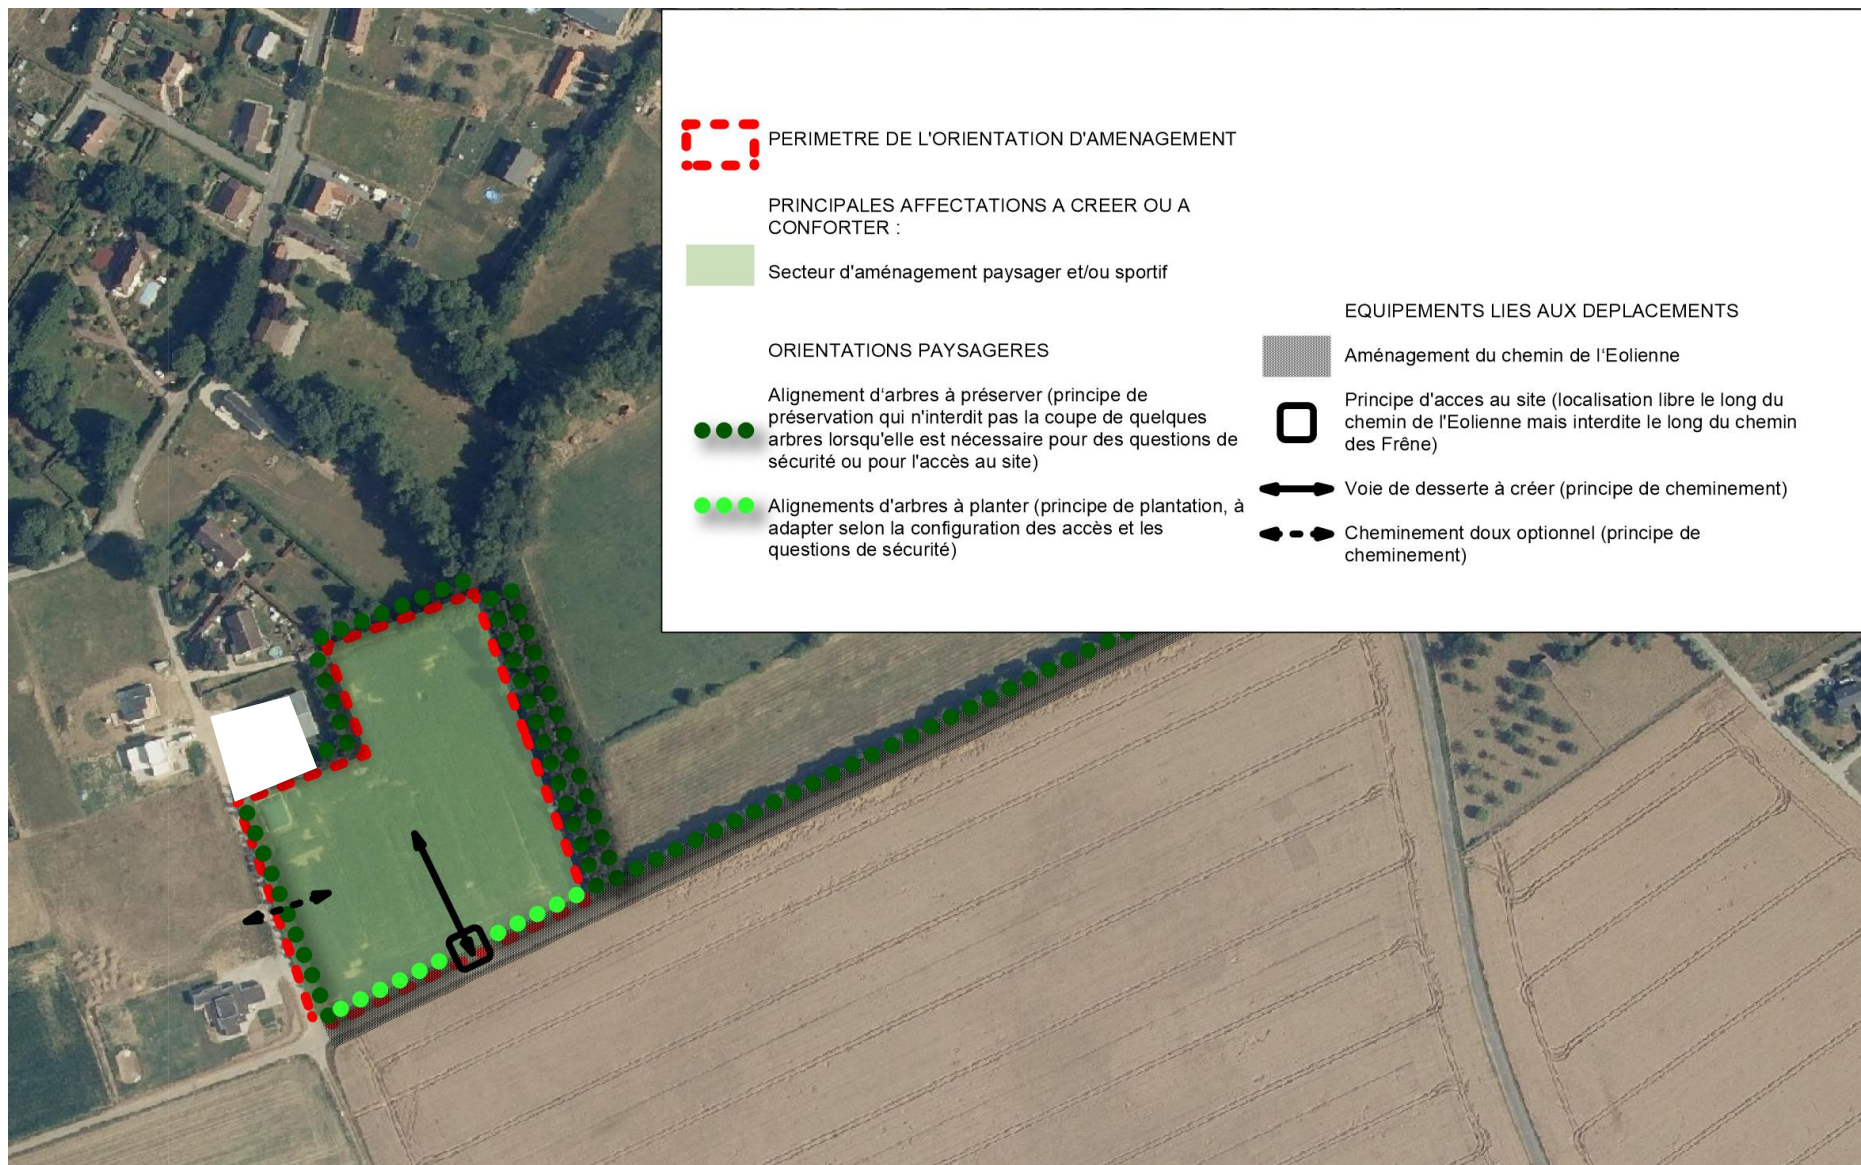 PERIMETRE DE L'ORIENTATION D'AMENAGEMENT
PRINCIPALES AFFECTATIONS A CREER OU A
CONFORTER :
Secteur d'aménagement paysager et/ou sportif
ORIENTATIONS PAYSAGERES
Alignement d'arbres à préserver (principe de
préservation qui n'interdit pas la coupe de quelques
arbres lorsqu'elle est nécessaire pour des questions de
sécurité ou pour l'accès au site)
Alignements d'arbres à planter (principe de plantation, à
adapter selon la configuration des accès et les
questions de sécurité)
EQUIPEMENTS LIES AUX DEPLACEMENTS
Aménagement du chemin de l'Eolienne
Principe d'acces au site (localisation libre le long du
chemin de l'Eolienne mais interdite le long du chemin
des Frêne)
Voie de desserte à créer (principe de cheminement)
Cheminement doux optionnel (principe de
cheminement)